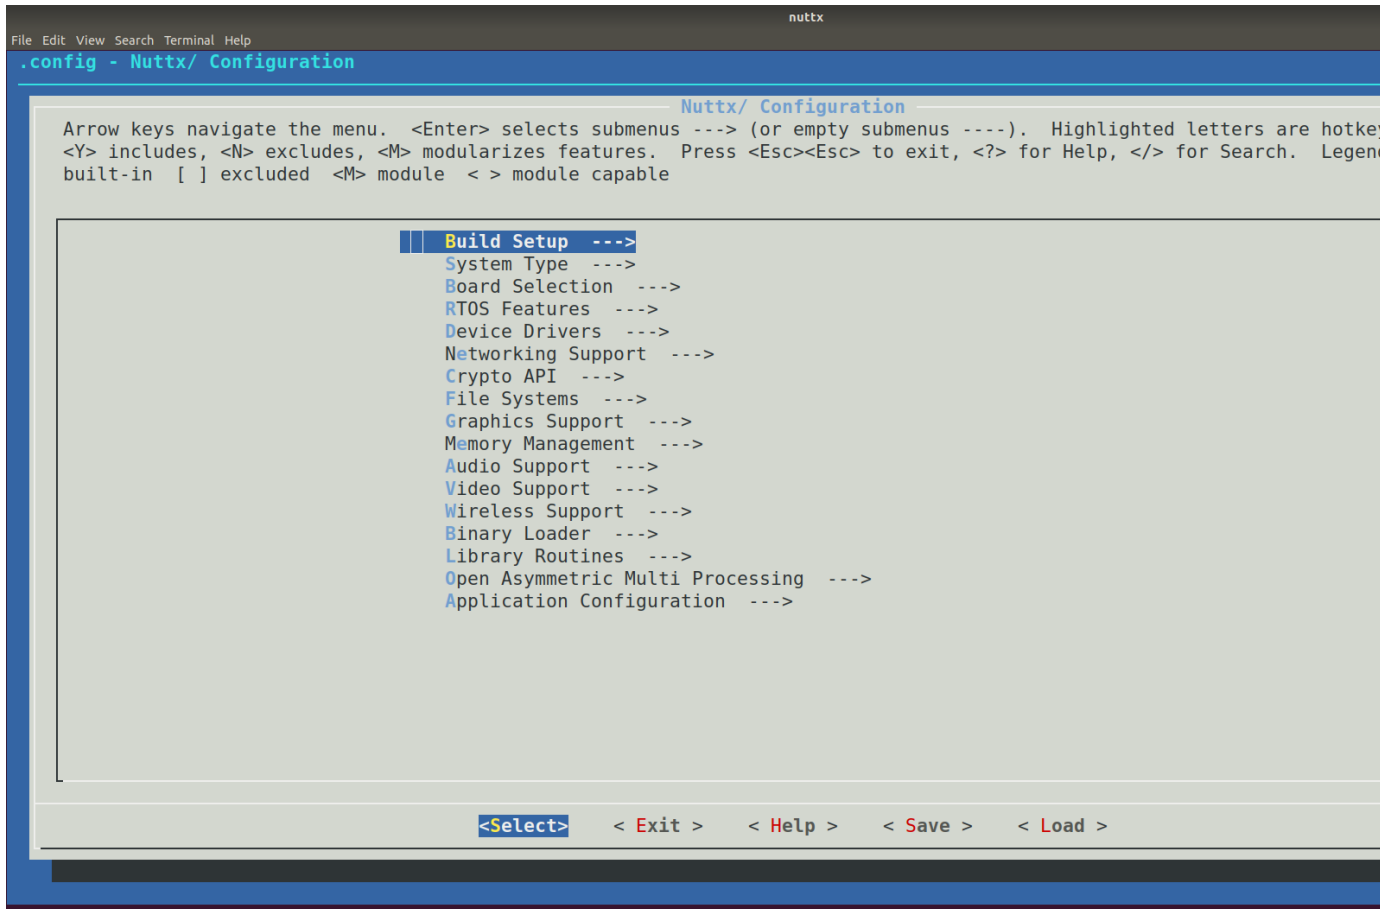 nuttx
File Edit View Search Terminal Help
.config - Nuttx/ Configuration
Nuttx/ Configuration
Arrow keys navigate the menu. <Enter> selects submenus ---> (or empty submenus ----). Highlighted letters are hotkey
<Y> includes, <N> excludes, <M> modularizes features. Press <Esc><Esc> to exit, <?> for Help, </> for Search. Legen
built-in [ ] excluded <M> module < > module capable
Build Setup --->
System Type --->
Board Selection --->
RTOS Features --->
Device Drivers --->
Networking Support --->
Crypto API --->
File Systems --->
Graphics Support --->
Memory Management --->
Audio Support --->
Video Support --->
Wireless Support --->
Binary Loader --->
Library Routines --->
Open Asymmetric Multi Processing --->
Application Configuration --->
<Select> < Exit > < Help > < Save > < Load >